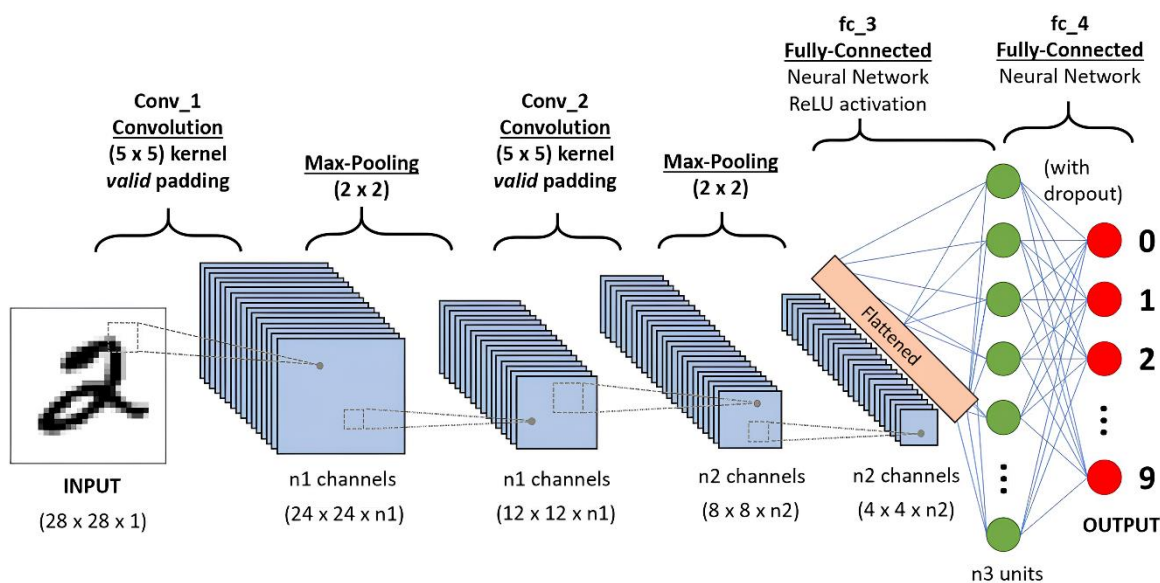 fc_3
Fully-Connected
Neural Network
ReLU activation
fc_4
Fully-Connected
Neural Network
Conv_1
Convolution
(5 x 5) kernel
valid padding
Max-Pooling
(2 x 2)
Conv_2
Convolution
(5 x 5) kernel
valid padding
Max-Pooling
(2 x 2)
(with
dropout)
Flattened
0
1
2
9
INPUT
(28 x 28 x 1)
n1 channels
(24 x 24 x n1)
n1 channels
(12 x 12 x n1)
n2 channels
(8 x 8 x n2)
n2 channels
(4 x 4 x n2)
n3 units
OUTPUT
2